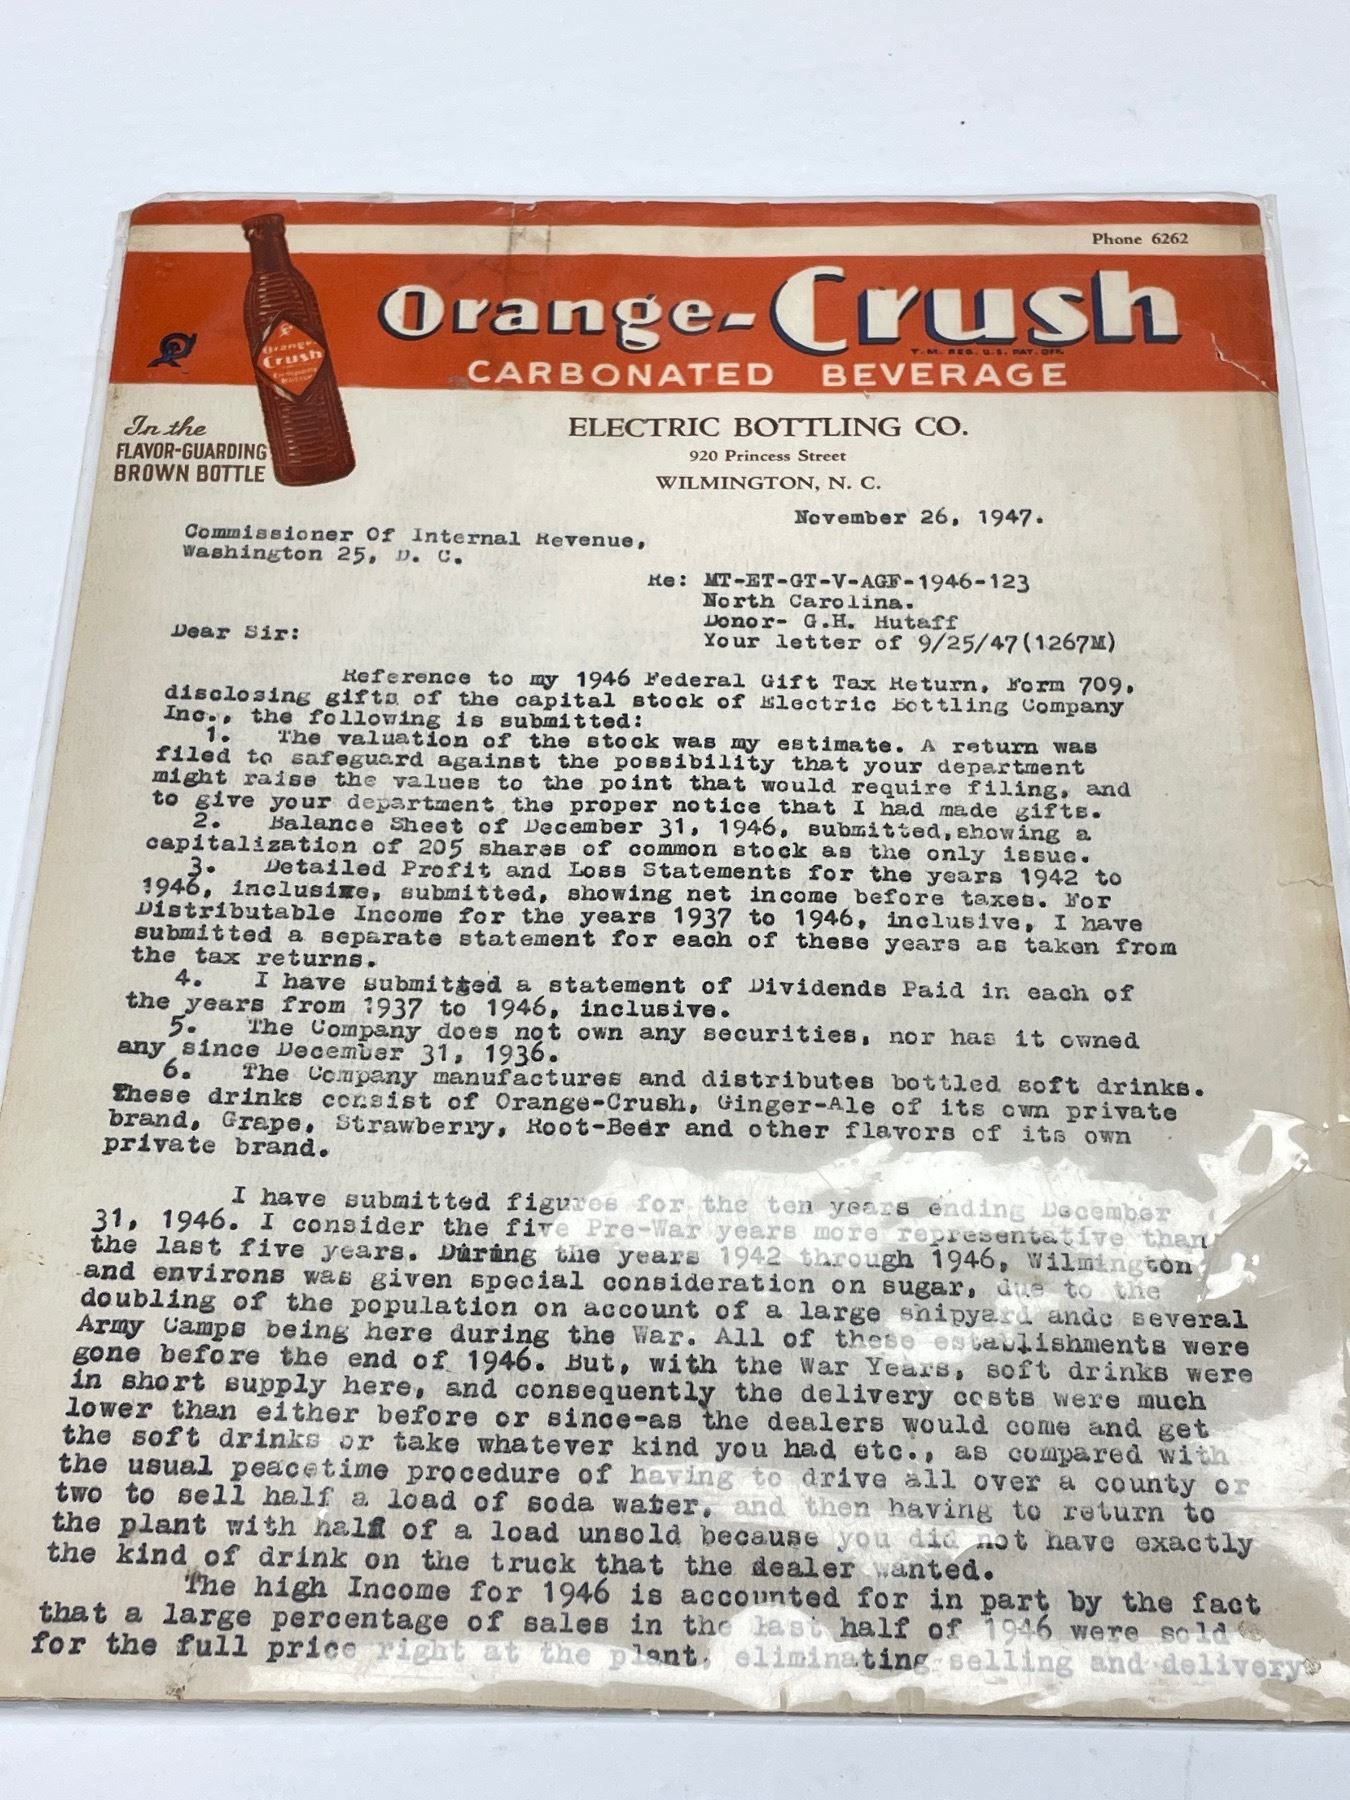 Phone 6262
Orange-Crush
T.M. REG. U.S. PAT. OFF.
CARBONATED BEVERAGE
Orange-
Crush
In the
FLAVOR-GUARDING
BROWN BOTTLE
ELECTRIC BOTTLING CO.
920 Princess Street
WILMINGTON, N. C.
November 26, 1947.
Commissioner Of Internal Revenue,
Washington 25, D. C.
Re: MT-ET-GT-V-AGF-1946-123
North Carolina.
Donor- G.H. Hutaff
Your letter of 9/25/47(1267M)
Dear Sir:
Reference to my 1946 Federal Gift Tax Return, Form 709,
disclosing gifts of the capital stock of Electric Bottling Company
Inc., the following is submitted:
1. The valuation of the stock was my estimate. A return was
filed to safeguard against the possibility that your department
might raise the values to the point that would require filing, and
to give your department the proper notice that I had made gifts.
2. Balance Sheet of December 31, 1946, submitted,showing a
capitalization of 205 shares of common stock as the only issue.
3. Detailed Profit and Loss Statements for the years 1942 to
1946, inclusive, submitted, showing net income before taxes. For
Distributable Income for the years 1937 to 1946, inclusive, I have
submitted a separate statement for each of these years as taken from
the tax returns.
4. I have submitted a statement of Dividends Paid in each of
the years from 1937 to 1946, inclusive.
5. The Company does not own any securities, nor has it owned
any since December 31, 1936.
6. The Company manufactures and distributes bottled soft drinks.
These drinks consist of Orange-Crush, Ginger-Ale of its own private
brand, Grape, Strawberry, Root-Beer and other flavors of its own
private brand.
I have submitted figures for the ten years ending December
31, 1946. I consider the five Pre-War years more representative than
the last five years. During the years 1942 through 1946, Wilmington
and environs was given special consideration on sugar, due to the
doubling of the population on account of a large shipyard andc several
Army Camps being here during the War. All of these establishments were
gone before the end of 1946. But, with the War Years, soft drinks were
in short supply here, and consequently the delivery costs were much
lower than either before or since-as the dealers would come and get
the soft drinks or take whatever kind you had etc., as compared with
the usual peacetime procedure of having to drive all over a county or
two to sell half a load of soda water, and then having to return to
the plant with half of a load unsold because you did not have exactly
the kind of drink on the truck that the dealer wanted.
The high Income for 1946 is accounted for in part by the fact
that a large percentage of sales in the last half of 1946 were sold
for the full price right at the plant, eliminating selling and delivery